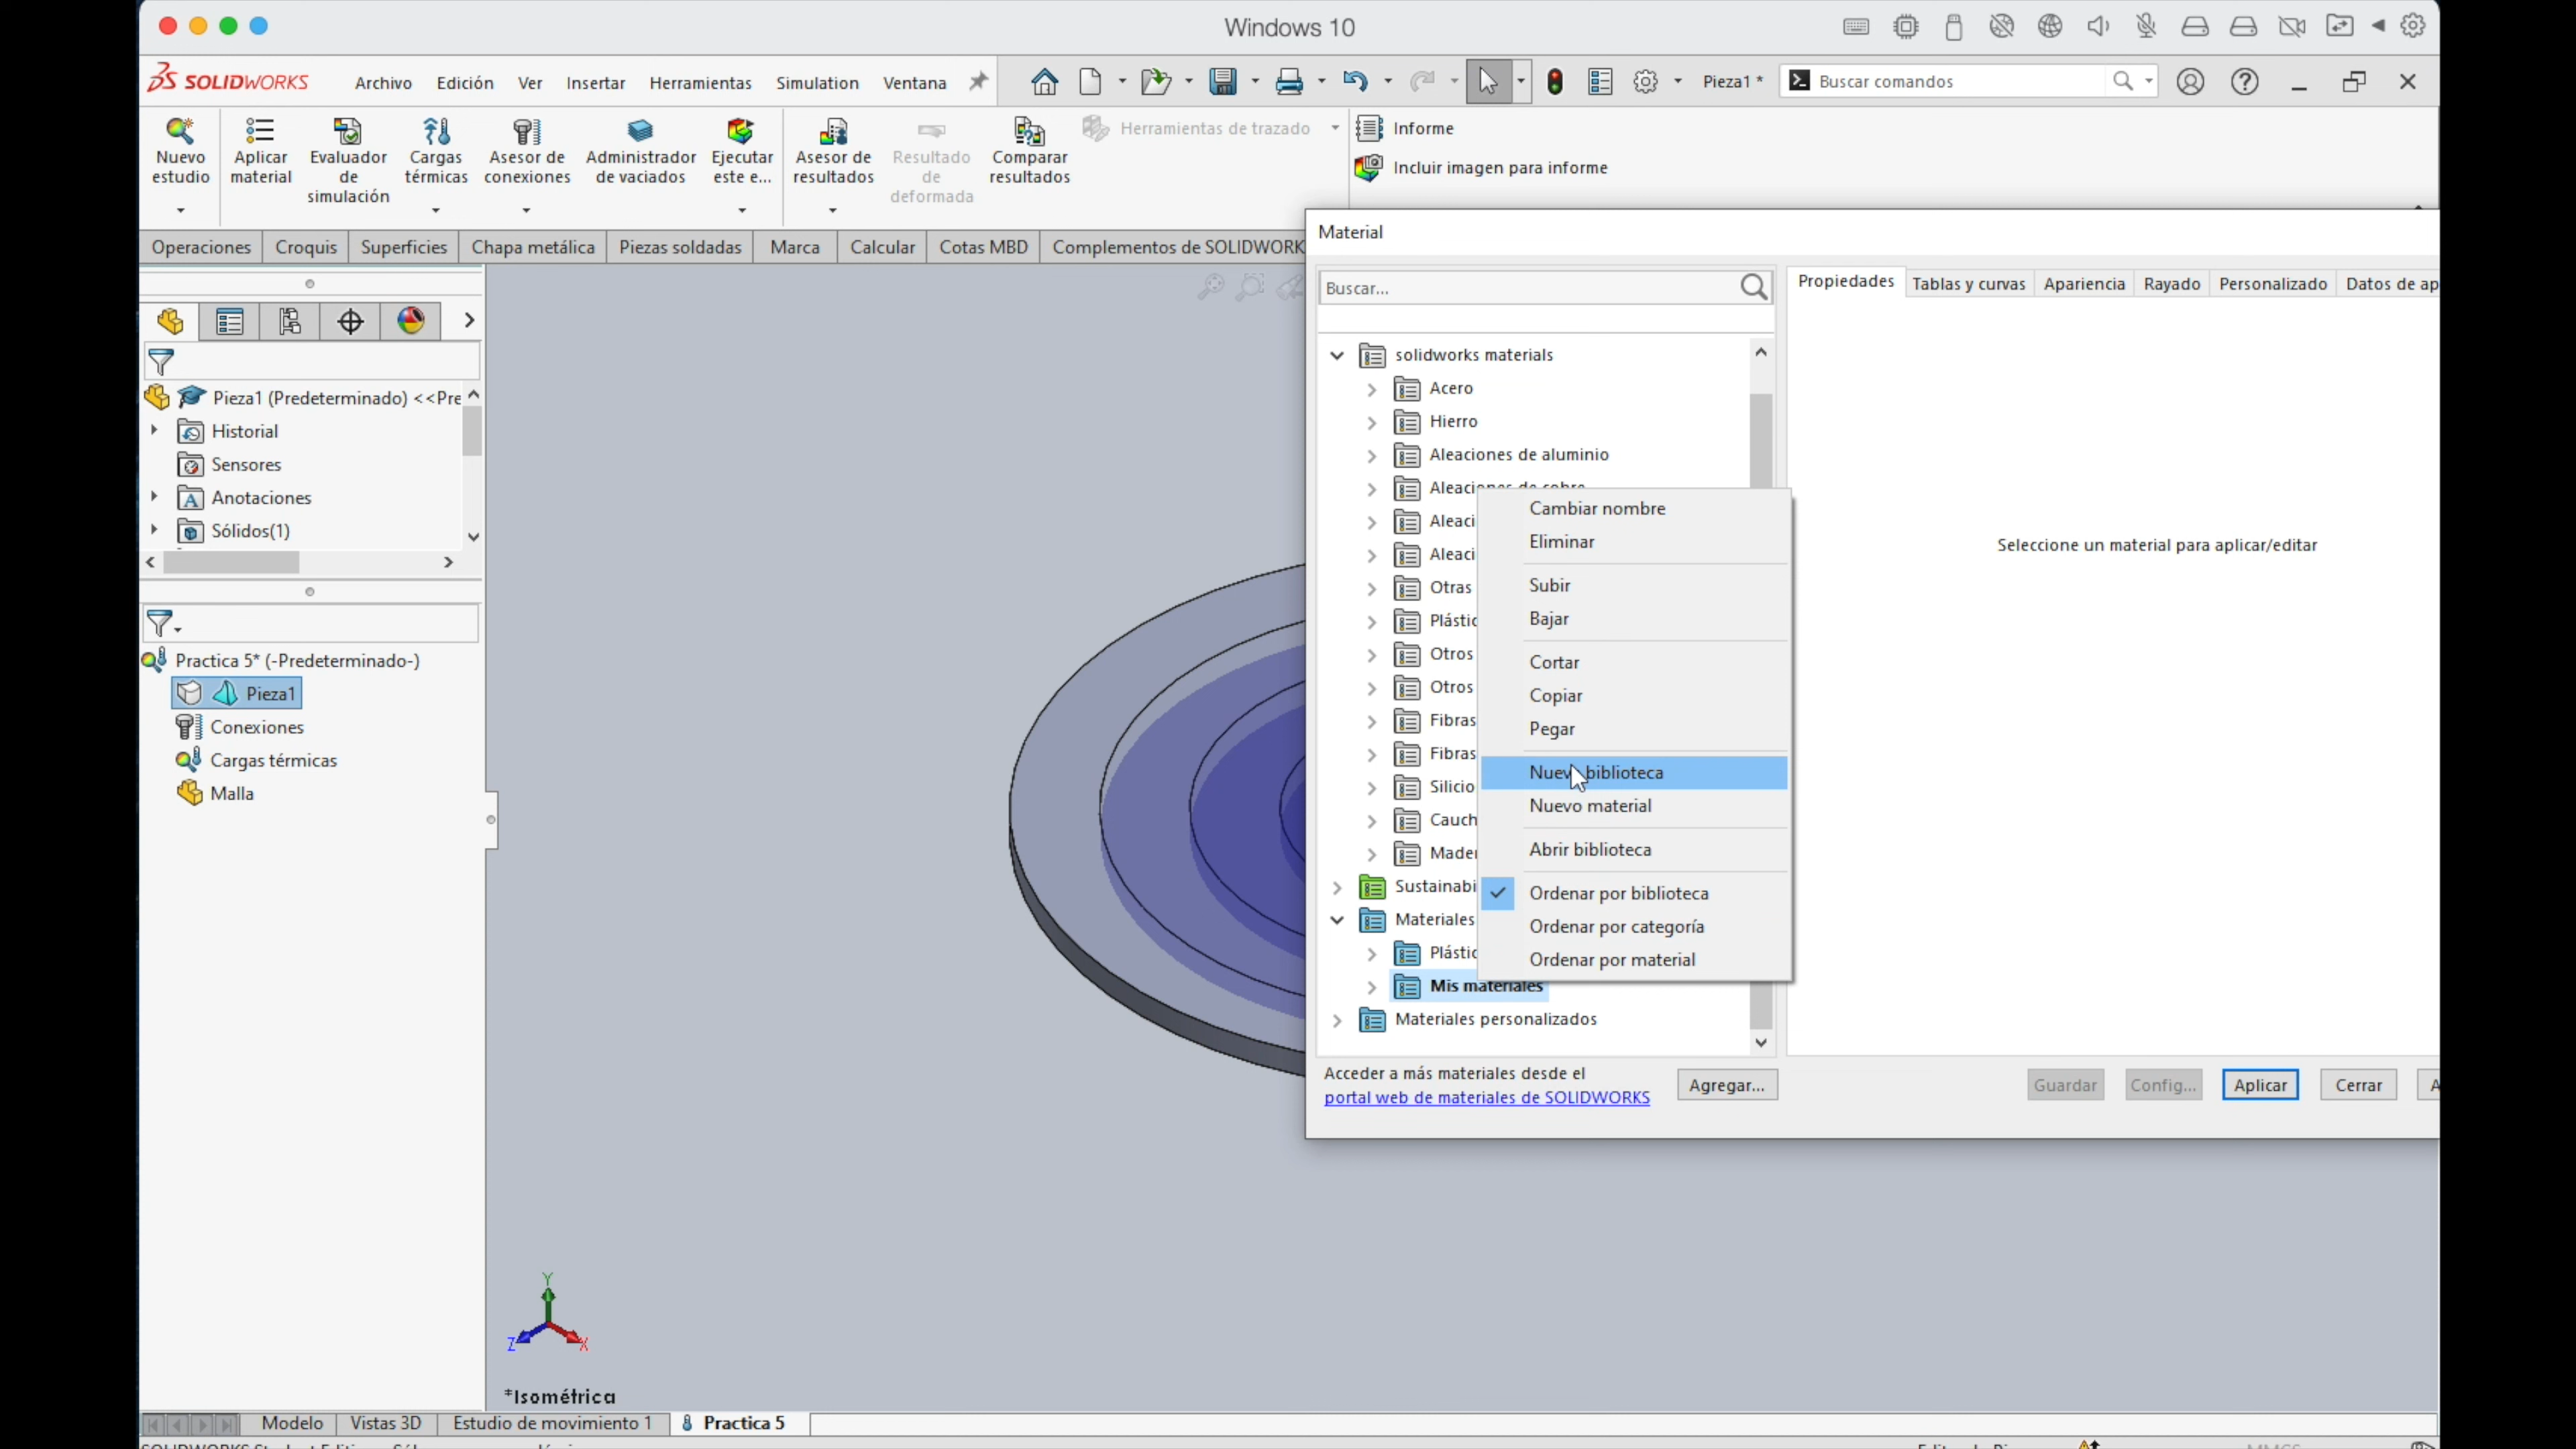 Windows 10
SOLIDWORKS
Archivo
Edición
Ver
Insertar
Herramientas
Simulation
Ventana
Pieza1 *
Buscar comandos
Nuevo estudio
Aplicar material
Evaluador de simulación
Cargas térmicas
Asesor de conexiones
Administrador de vaciados
Ejecutar este e...
Asesor de resultados
Resultado de deformada
Comparar resultados
Herramientas de trazado
Informe
Incluir imagen para informe
Operaciones
Croquis
Superficies
Chapa metálica
Piezas soldadas
Marca
Calcular
Cotas MBD
Complementos de SOLIDWORK
Pieza1 (Predeterminado) <<Pre
Historial
Sensores
Anotaciones
Sólidos(1)
Practica 5* (-Predeterminado-)
Pieza1
Conexiones
Cargas térmicas
Malla
Material
Buscar...
solidworks materials
Acero
Hierro
Aleaciones de aluminio
Aleaciones de cobre
Aleaci
Aleaci
Otras
Plástic
Otros
Otros
Fibras
Fibras
Silicio
Cauch
Mader
Sustainabi
Materiales
Plástic
Mis materiales
Materiales personalizados
Cambiar nombre
Eliminar
Subir
Bajar
Cortar
Copiar
Pegar
Nueva biblioteca
Nuevo material
Abrir biblioteca
Ordenar por biblioteca
Ordenar por categoría
Ordenar por material
Propiedades
Tablas y curvas
Apariencia
Rayado
Personalizado
Datos de ap
Seleccione un material para aplicar/editar
Acceder a más materiales desde el
portal web de materiales de SOLIDWORKS
Agregar...
Guardar
Config...
Aplicar
Cerrar
A
Y
Z
X
*Isométrica
Modelo
Vistas 3D
Estudio de movimiento 1
Practica 5